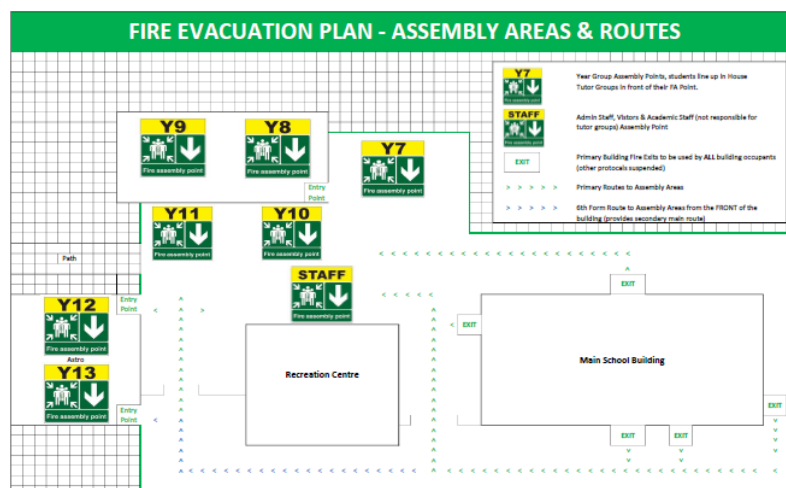 FIRE EVACUATION PLAN - ASSEMBLY AREAS & ROUTES
Y7
Fire assembly point
Year Group Assembly Points, students line up in House
Tutor Groups in front of their FA Point.
STAFF
Fire assembly point
Admin Staff, Vistors & Academic Staff (not responsible for
tutor groups) Assembly Point
EXIT
Primary Building Fire Exits to be used by ALL building occupants
(other protocols suspended)
> > > > >
Primary Routes to Assembly Areas
> > > > >
6th Form Route to Assembly Areas from the FRONT of the
building (provides secondery main route)
Y9
Fire assembly point
Y8
Fire assembly point
Y7
Fire assembly point
Entry
Point
Y11
Fire assembly point
Y10
Fire assembly point
Path
STAFF
Fire assembly point
EXIT
Y12
Fire assembly point
Entry
Point
EXIT
Astro
Main School Building
Y13
Fire assembly point
Recreation Centre
Entry
Point
EXIT
EXIT
EXIT